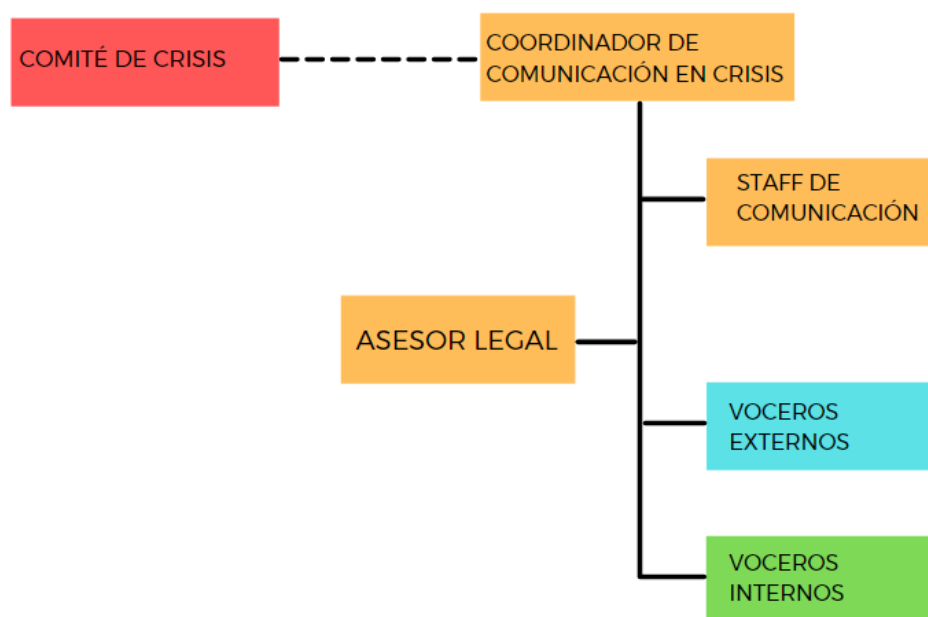 COMITÉ DE CRISIS
COORDINADOR DE
COMUNICACIÓN EN CRISIS
STAFF DE
COMUNICACIÓN
ASESOR LEGAL
VOCEROS
EXTERNOS
VOCEROS
INTERNOS